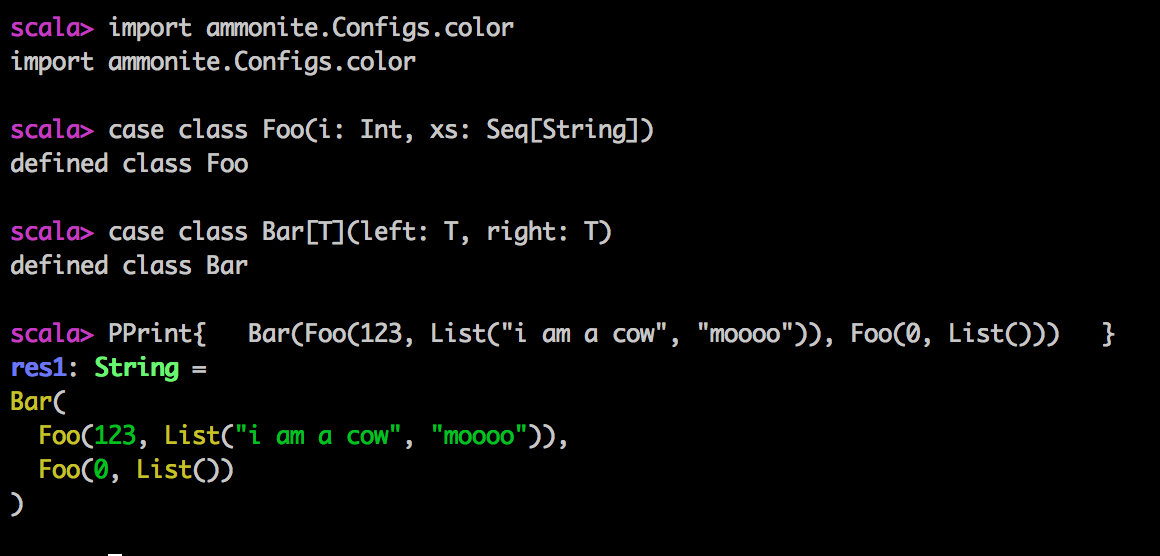 scala> import ammonite.Configs.color
import ammonite.Configs.color
scala> case class Foo(i: Int, xs: Seq[String])
defined class Foo
scala> case class Bar[T](left: T, right: T)
defined class Bar
scala> PPrint{   Bar(Foo(123, List("i am a cow", "moooo")), Foo(0, List()))   }
res1: String =
Bar(
  Foo(123, List("i am a cow", "moooo")),
  Foo(0, List())
)